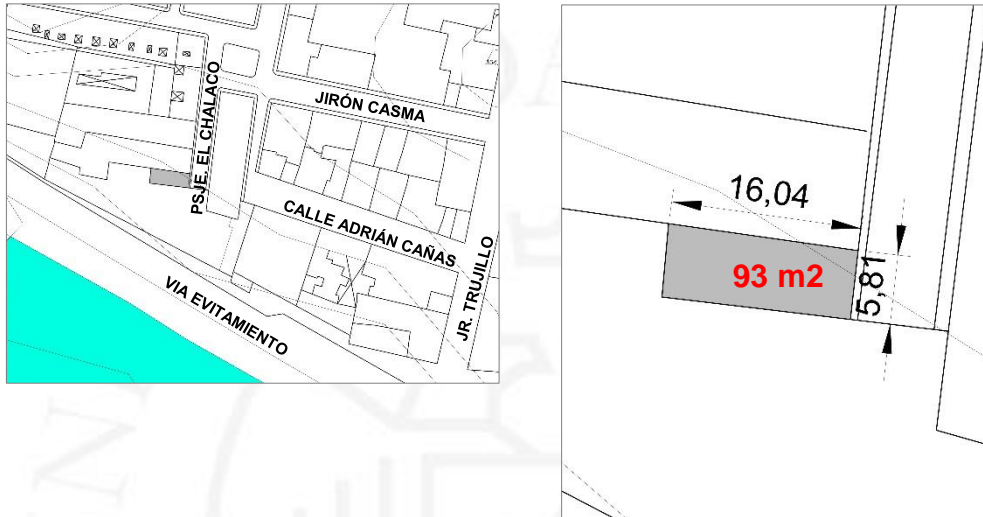 JIRÓN CASMA
PSJE. EL CHALACO
CALLE ADRIÁN CAÑAS
JR. TRUJILLO
VIA EVITAMIENTO
16,04
93 m2
5,81